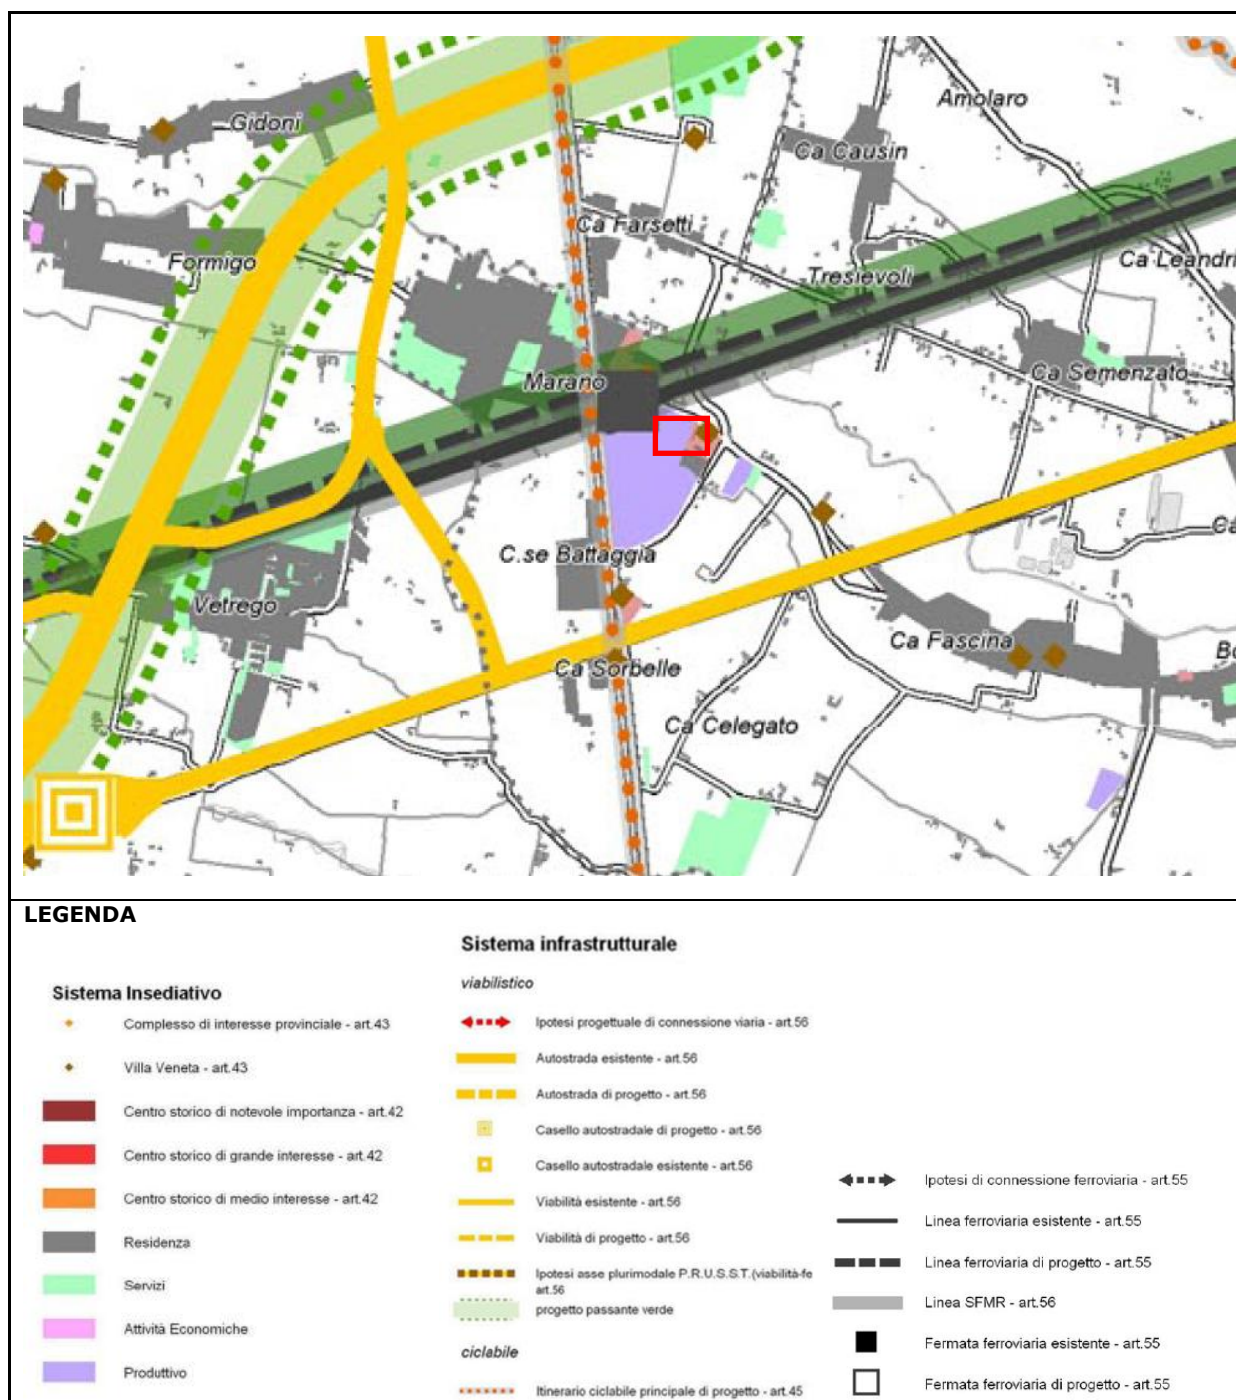 Amolaro
Gidoni
Ca Causin
Ca Farsetti
Formigo
Ca Leandri
Tresievoli
Marano
Ca Semenzato
C.se Battaggia
Vetrego
Ca Fascina
Bo
Ca Sorbelle
Ca Celegato
LEGENDA
Sistema Insediativo
Complesso di interesse provinciale - art.43
Villa Veneta - art.43
Centro storico di notevole importanza - art.42
Centro storico di grande interesse - art.42
Centro storico di medio interesse - art.42
Residenza
Servizi
Attività Economiche
Produttivo
Sistema infrastrutturale
viabilistico
Ipotesi progettuale di connessione viaria - art.56
Autostrada esistente - art.56
Autostrada di progetto - art.56
Casello autostradale di progetto - art.56
Casello autostradale esistente - art.56
Viabilità esistente - art.56
Viabilità di progetto - art.56
Ipotesi asse plurimodale P.R.U.S.S.T.(viabilità-fe
art.56
progetto passante verde
ciclabile
Itinerario ciclabile principale di progetto - art.45
Ipotesi di connessione ferroviaria - art.55
Linea ferroviaria esistente - art.55
Linea ferroviaria di progetto - art.55
Linea SFMR - art.56
Fermata ferroviaria esistente - art.55
Fermata ferroviaria di progetto - art.55